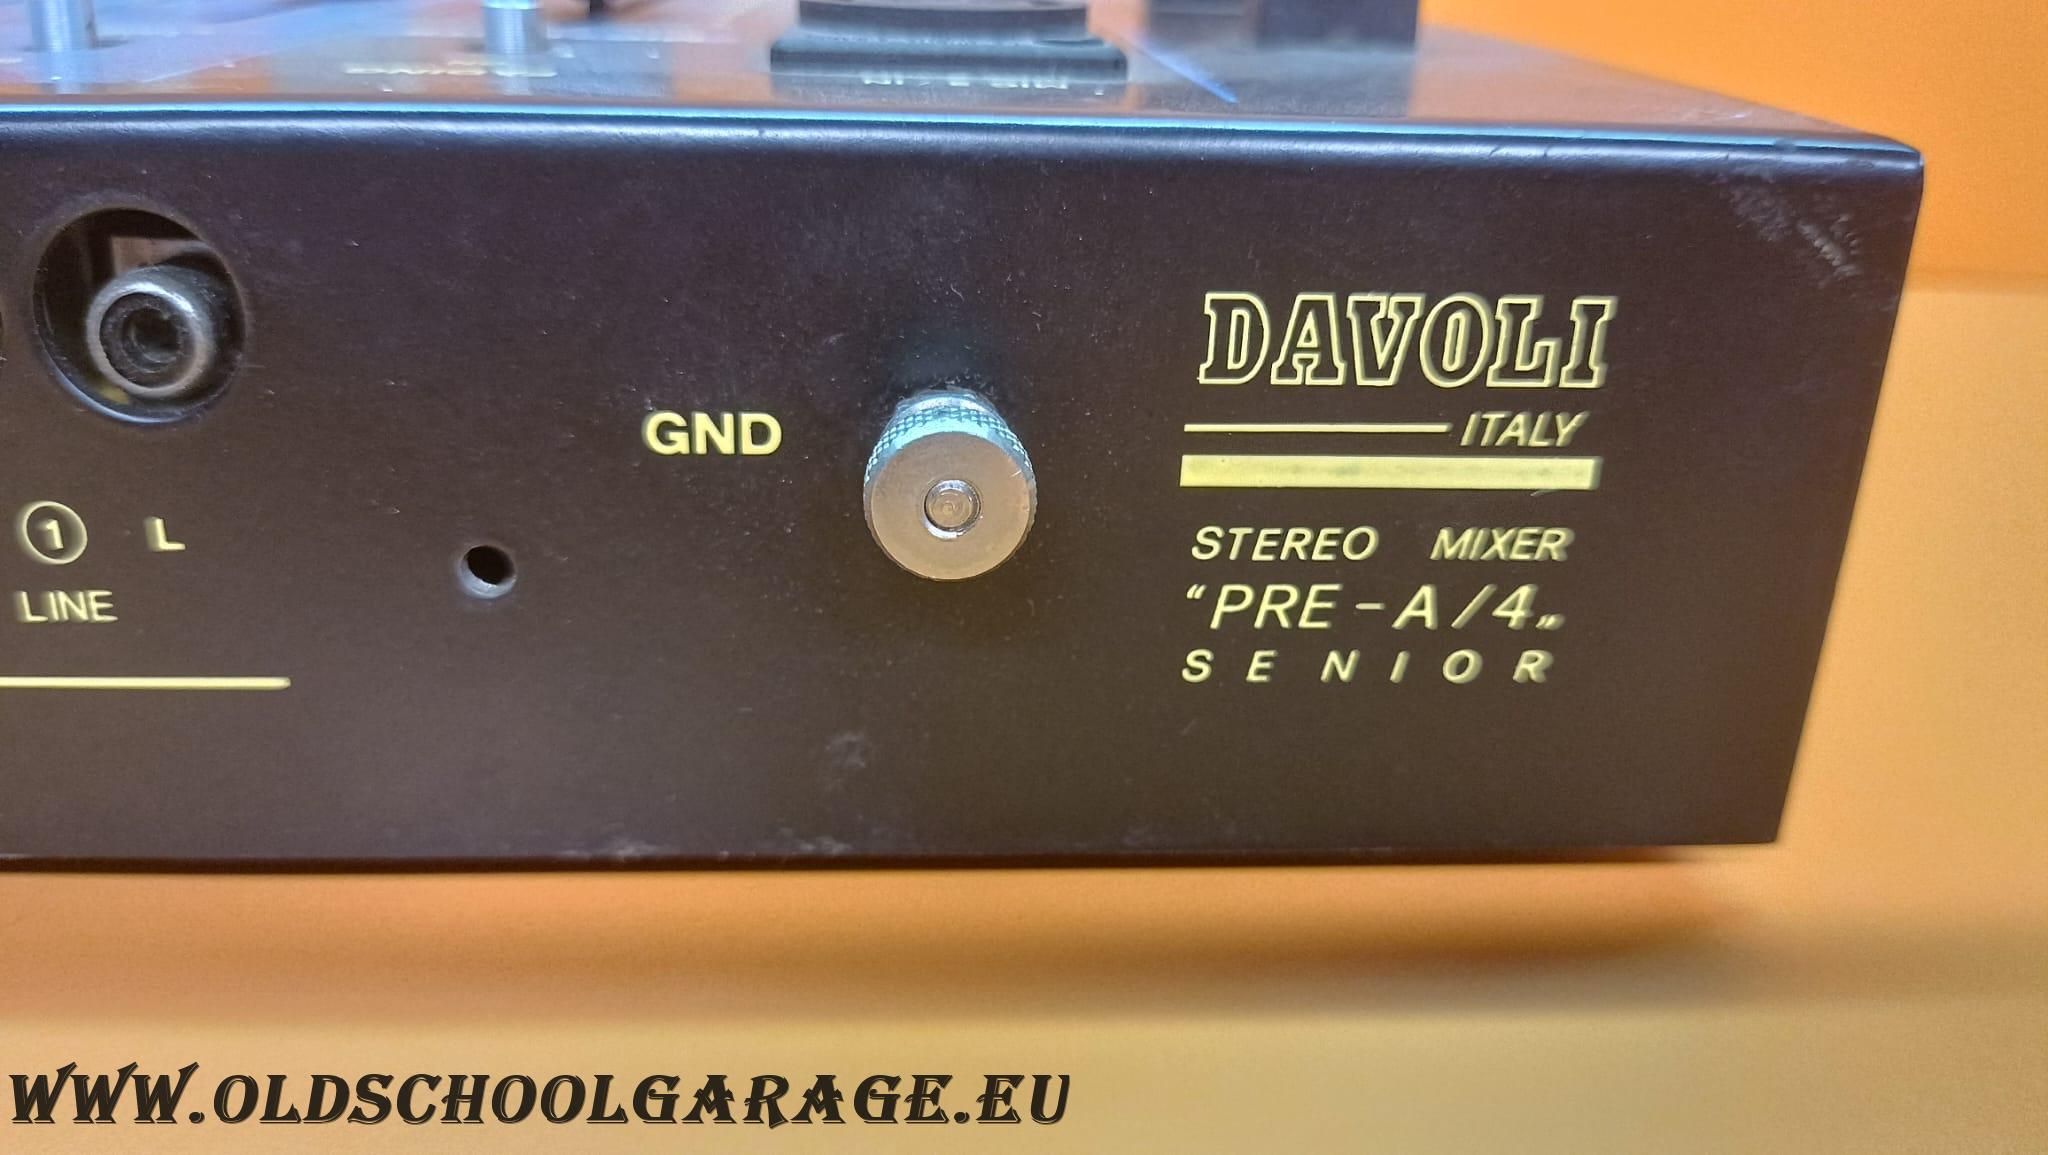 DAVOLI
ITALY
GND
STEREO MIXER
"PRE-A/4„
SENIOR
① L
LINE
WWW.OLDSCHOOLGARAGE.EU